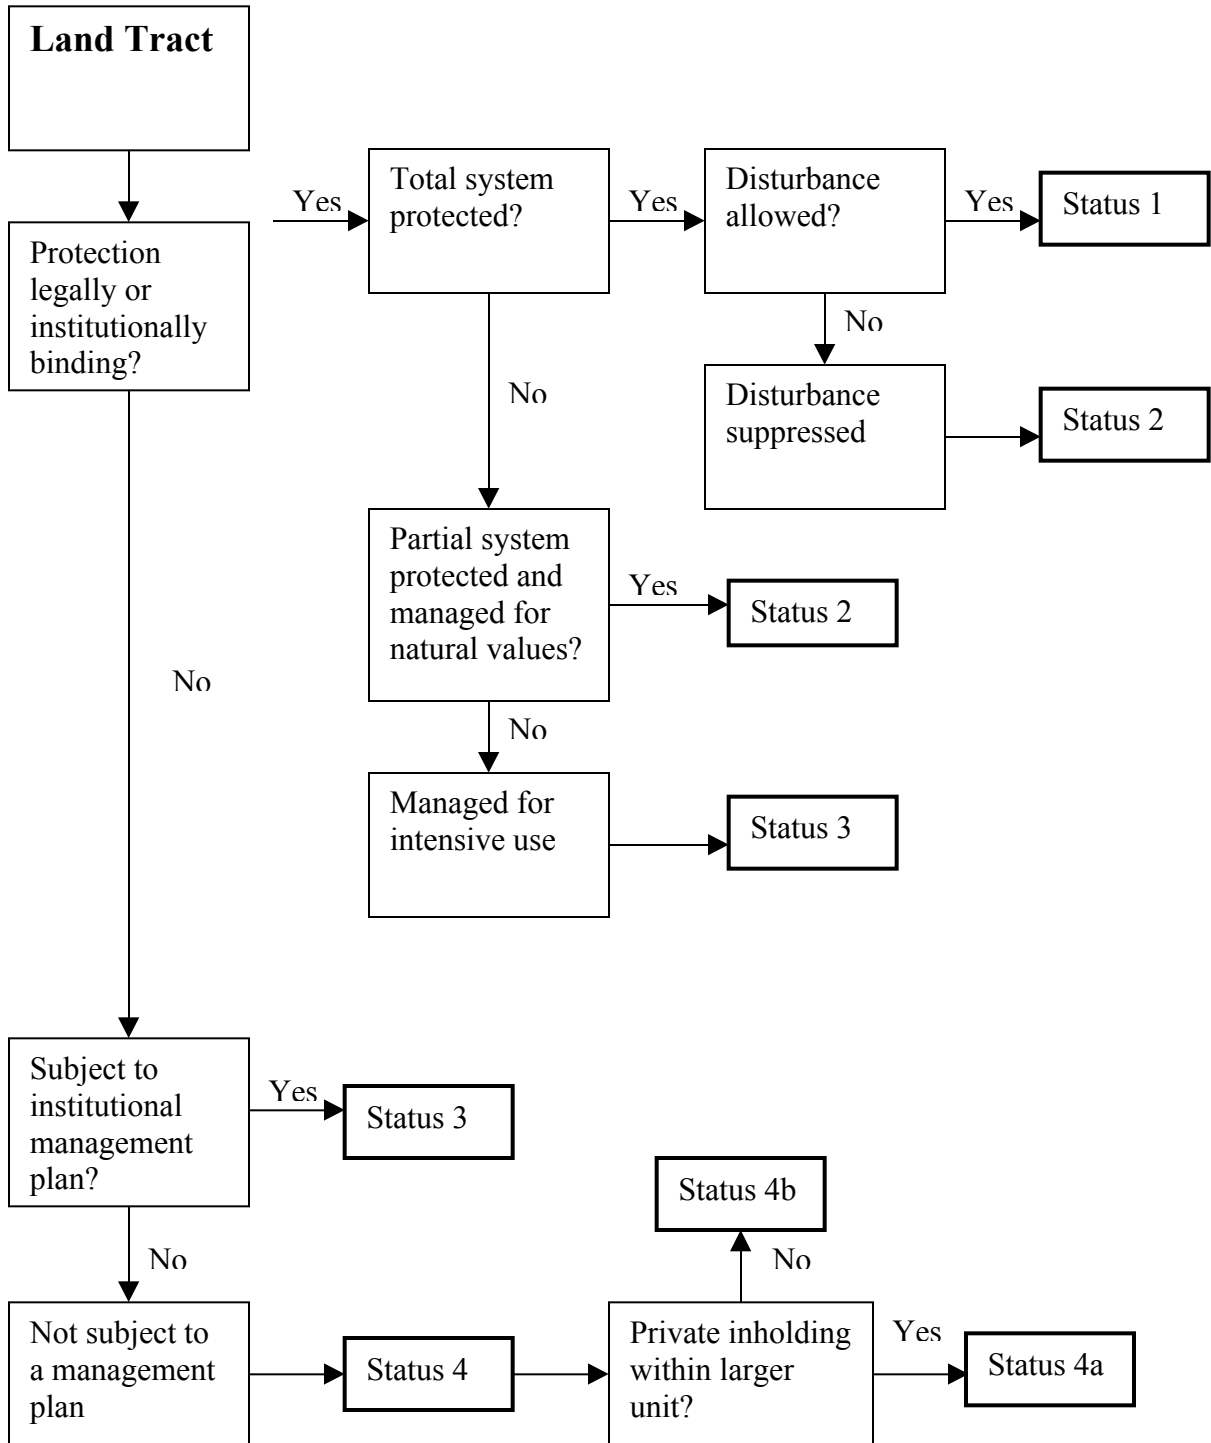 Land Tract
Protection
legally or
institutionally
binding?
Yes
Total system
protected?
Yes
Disturbance
allowed?
Yes
Status 1
No
Disturbance
suppressed
Status 2
No
Partial system
protected and
managed for
natural values?
Yes
Status 2
No
Managed for
intensive use
Status 3
No
Subject to
institutional
management
plan?
Yes
Status 3
No
Not subject to
a management
plan
Status 4
Private inholding
within larger
unit?
No
Status 4b
Yes
Status 4a